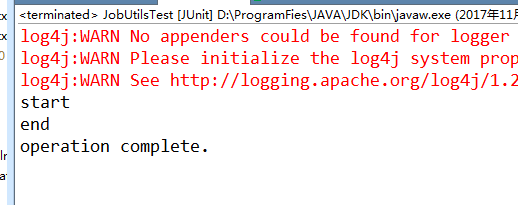 <terminated> JobUtilsTest [JUnit] D:\ProgramFies\JAVA\JDK\bin\javaw.exe (2017年11月
log4j:WARN No appenders could be found for logger
log4j:WARN Please initialize the log4j system prop
log4j:WARN See http://logging.apache.org/log4j/1.2
start
end
operation complete.